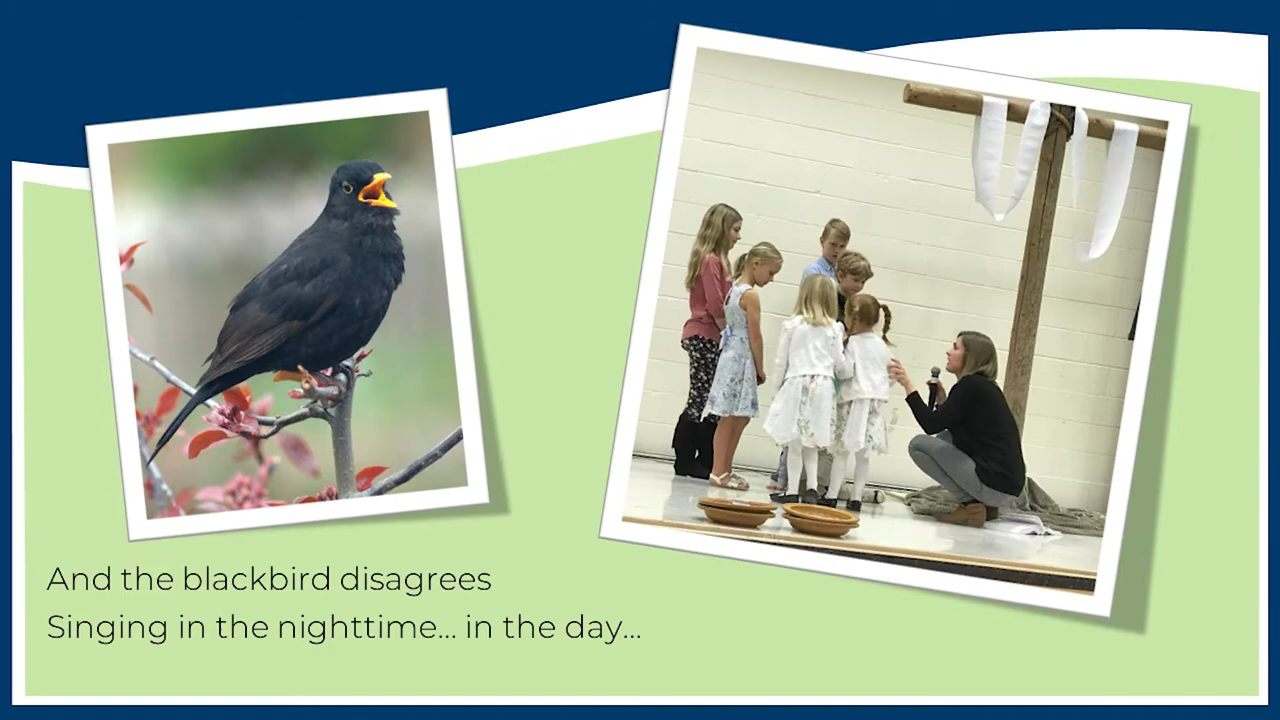 And the blackbird disagrees
Singing in the nighttime... in the day...